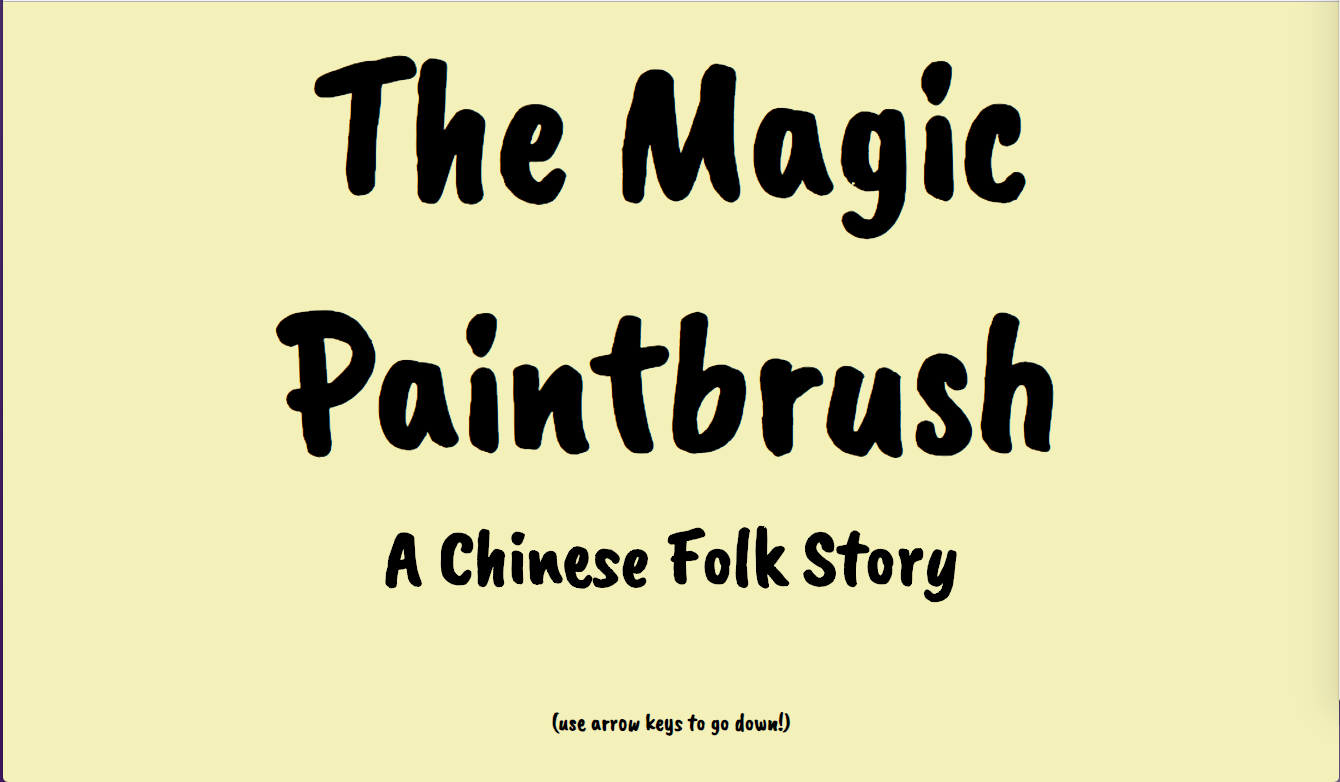 The Magic
Paintbrush
A Chinese Folk Story
(use arrow keys to go down!)